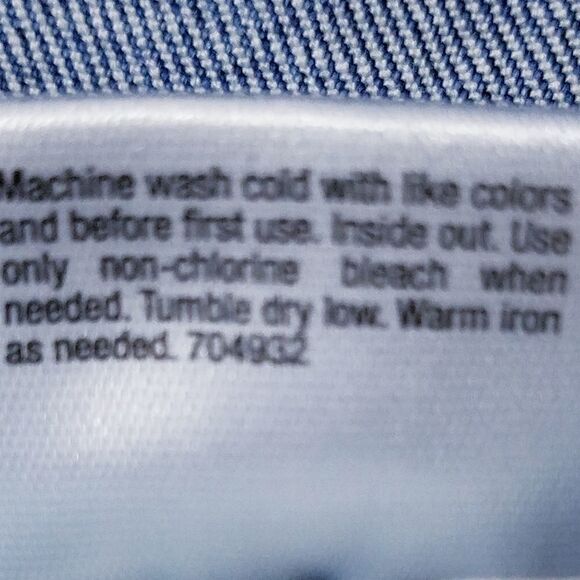 Machine wash cold with like colors
and before first use. Inside out. Use
only non-chlorine bleach when
needed. Tumble dry low. Warm iron
as needed. 704932